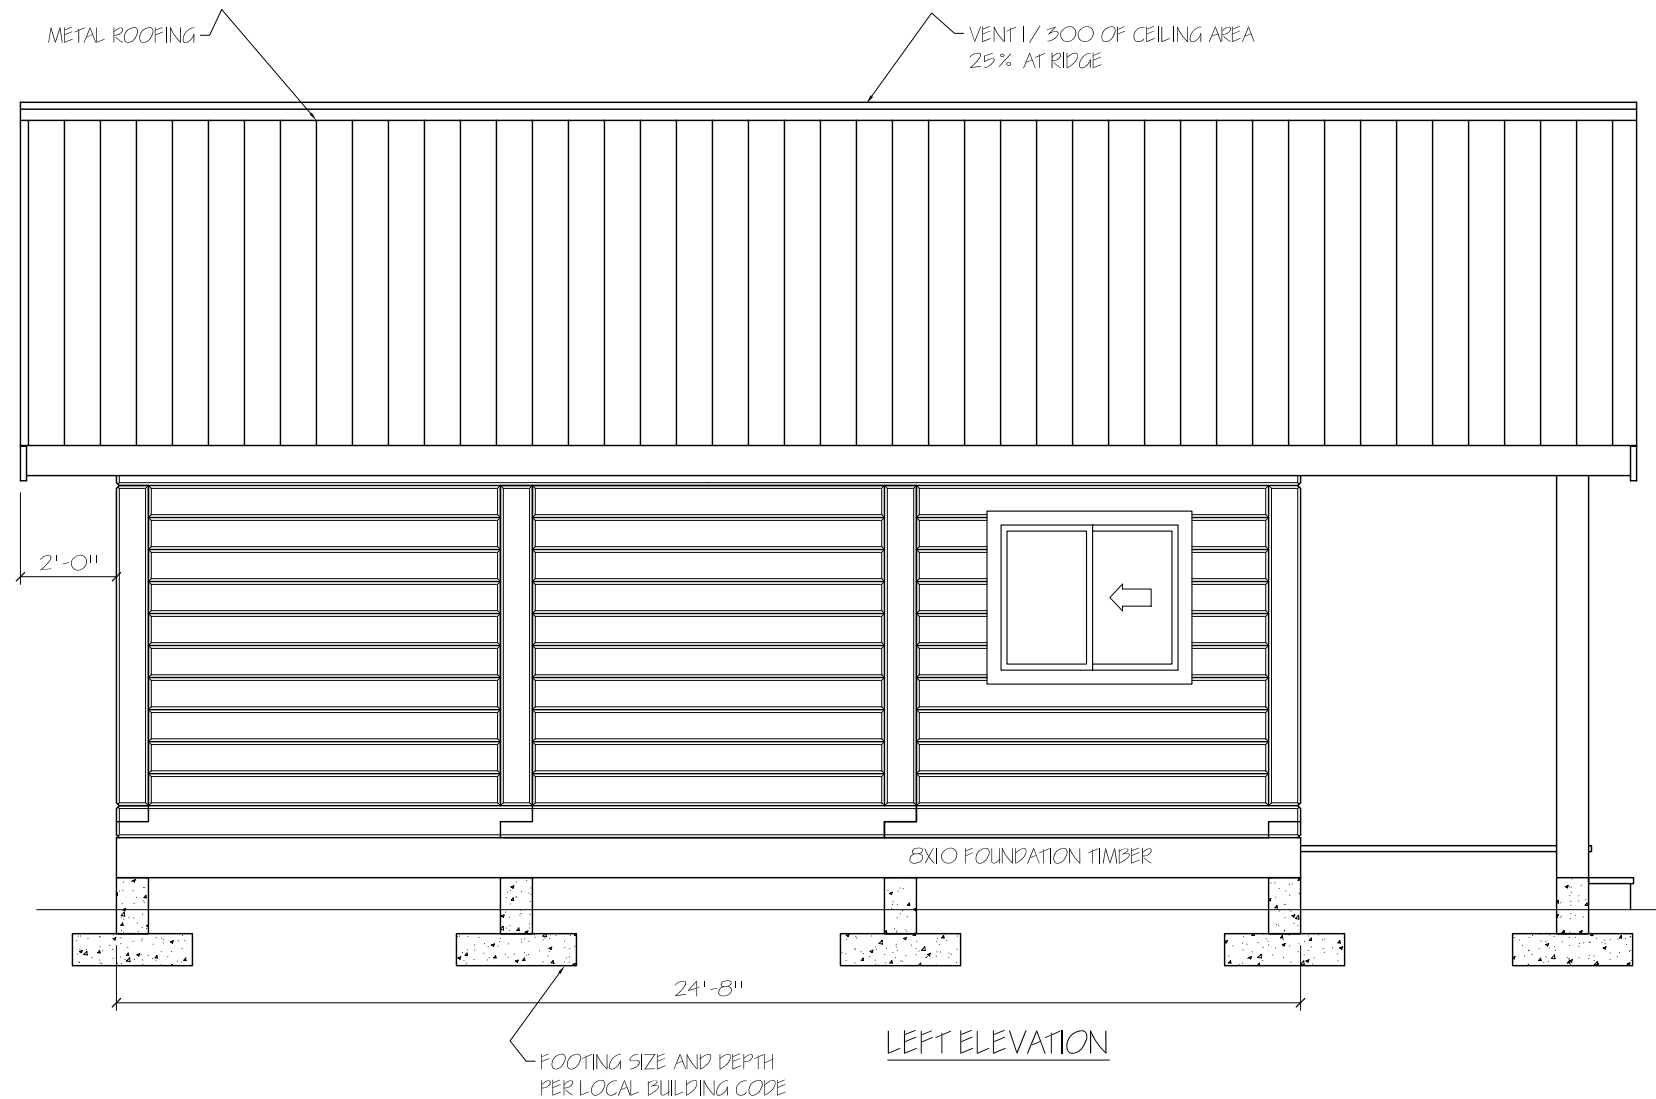 METAL ROOFING
VENT 1/300 OF CEILING AREA
25% AT RIDGE
2'-0"
8X10 FOUNDATION TIMBER
24'-8"
LEFT ELEVATION
FOOTING SIZE AND DEPTH
PER LOCAL BUILDING CODE